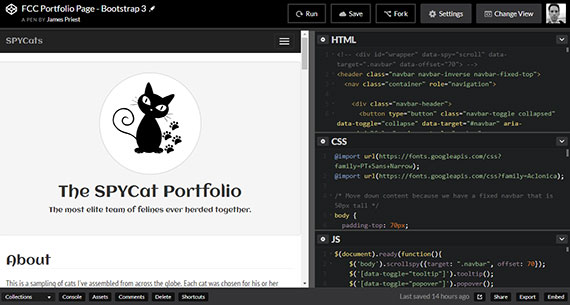 FCC Portfolio Page - Bootstrap 3
A PEN BY James Priest
Run
Save
Fork
Settings
Change View
SPYCats
The SPYCat Portfolio
The most elite team of felines ever herded together.
About
This is a sampling of cats I've assembled from across the globe. Each cat was chosen for his or her
HTML
<!-- <div id="wrapper" data-spy="scroll" data-
target=".navbar" data-offset="70"> -->
<header class="navbar navbar-inverse navbar-fixed-top">
<nav class="container" role="navigation">
<div class="navbar-header">
<button type="button" class="navbar-toggle collapsed"
data-toggle="collapse" data-target="#navbar" aria-
CSS
@import url(https://fonts.googleapis.com/css?
family=PT+Sans+Narrow);
@import url(https://fonts.googleapis.com/css?family=Aclonica);
/* Move down content because we have a fixed navbar that is
50px tall */
body {
padding-top: 70px;
JS
$(document).ready(function(){
$('body').scrollspy({target: ".navbar", offset: 70});
$('[data-toggle="tooltip"]').tooltip();
$('[data-toggle="popover"]').popover();
Collections
Console
Assets
Comments
Delete
Shortcuts
Last saved 14 hours ago
Share
Export
Embed